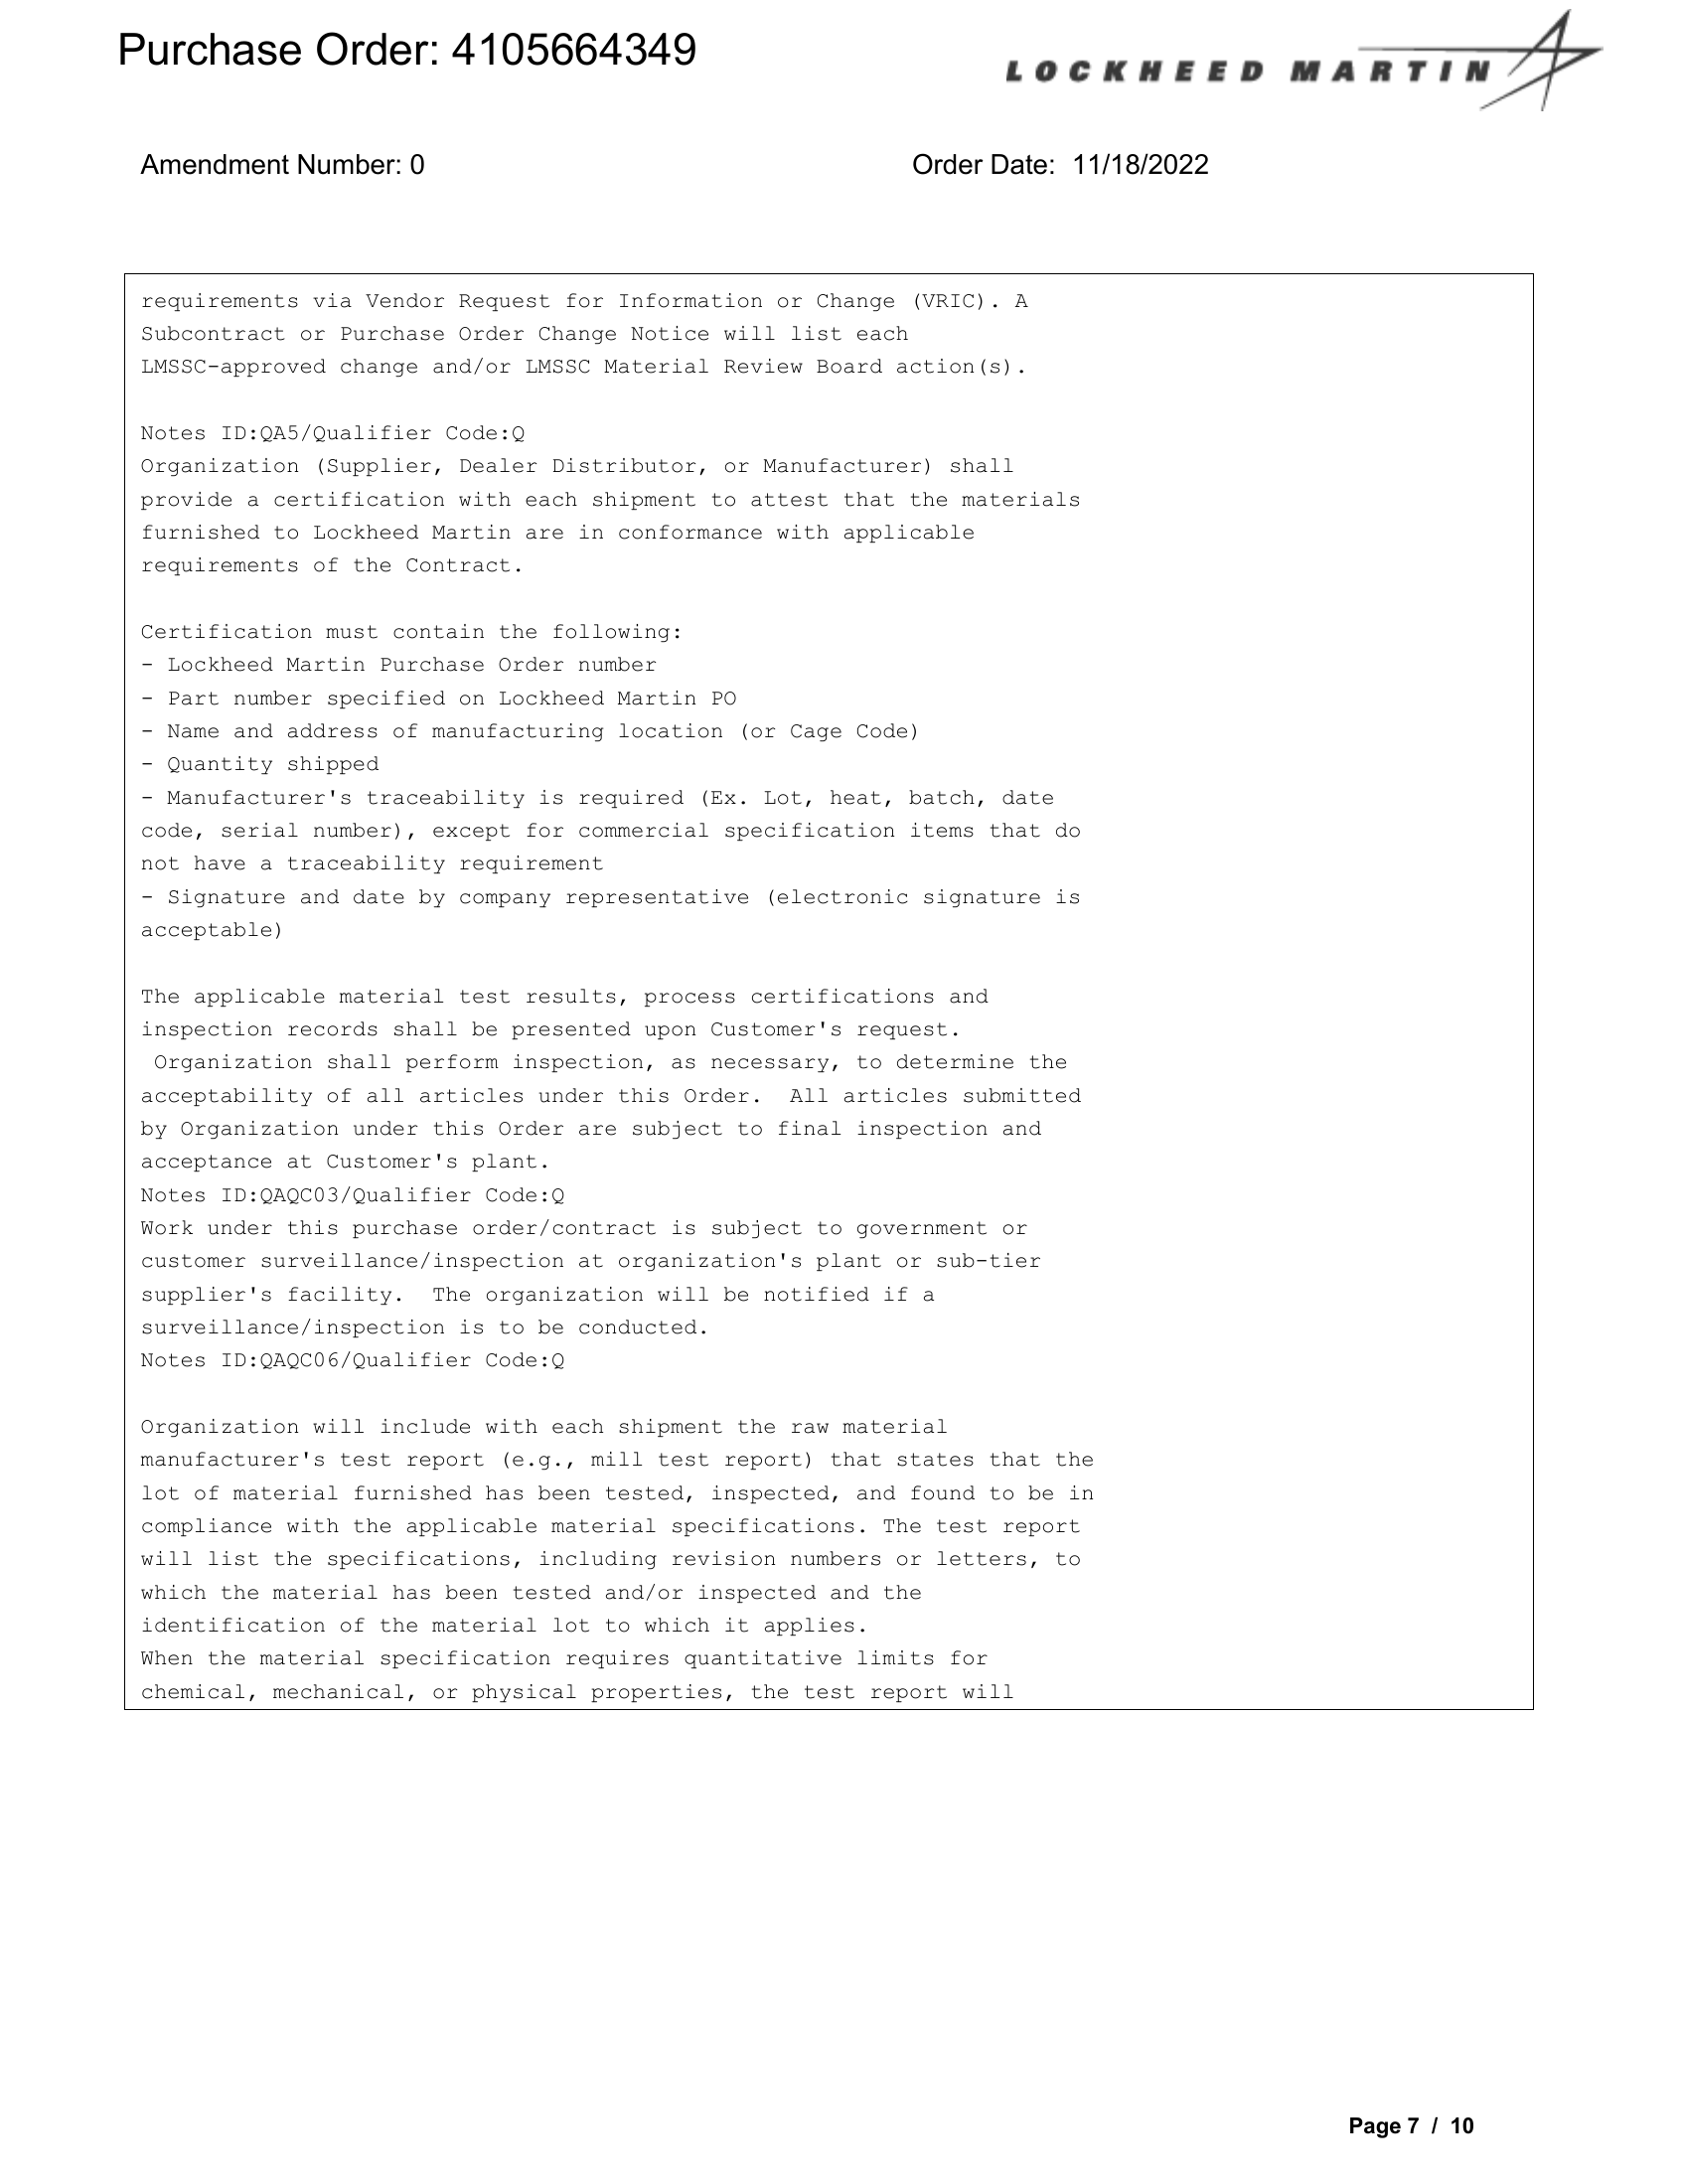 Purchase Order: 4105664349
LOCKHEED MARTIN
Amendment Number: 0
Order Date: 11/18/2022
requirements via Vendor Request for Information or Change (VRIC). A
Subcontract or Purchase Order Change Notice will list each
LMSSC-approved change and/or LMSSC Material Review Board action(s).
Notes ID:QA5/Qualifier Code:Q
Organization (Supplier, Dealer Distributor, or Manufacturer) shall
provide a certification with each shipment to attest that the materials
furnished to Lockheed Martin are in conformance with applicable
requirements of the Contract.
Certification must contain the following:
- Lockheed Martin Purchase Order number
- Part number specified on Lockheed Martin PO
- Name and address of manufacturing location (or Cage Code)
- Quantity shipped
- Manufacturer's traceability is required (Ex. Lot, heat, batch, date
code, serial number), except for commercial specification items that do
not have a traceability requirement
- Signature and date by company representative (electronic signature is
acceptable)
The applicable material test results, process certifications and
inspection records shall be presented upon Customer's request.
Organization shall perform inspection, as necessary, to determine the
acceptability of all articles under this Order.  All articles submitted
by Organization under this Order are subject to final inspection and
acceptance at Customer's plant.
Notes ID:QAQC03/Qualifier Code:Q
Work under this purchase order/contract is subject to government or
customer surveillance/inspection at organization's plant or sub-tier
supplier's facility.  The organization will be notified if a
surveillance/inspection is to be conducted.
Notes ID:QAQC06/Qualifier Code:Q
Organization will include with each shipment the raw material
manufacturer's test report (e.g., mill test report) that states that the
lot of material furnished has been tested, inspected, and found to be in
compliance with the applicable material specifications. The test report
will list the specifications, including revision numbers or letters, to
which the material has been tested and/or inspected and the
identification of the material lot to which it applies.
When the material specification requires quantitative limits for
chemical, mechanical, or physical properties, the test report will
Page 7 / 10